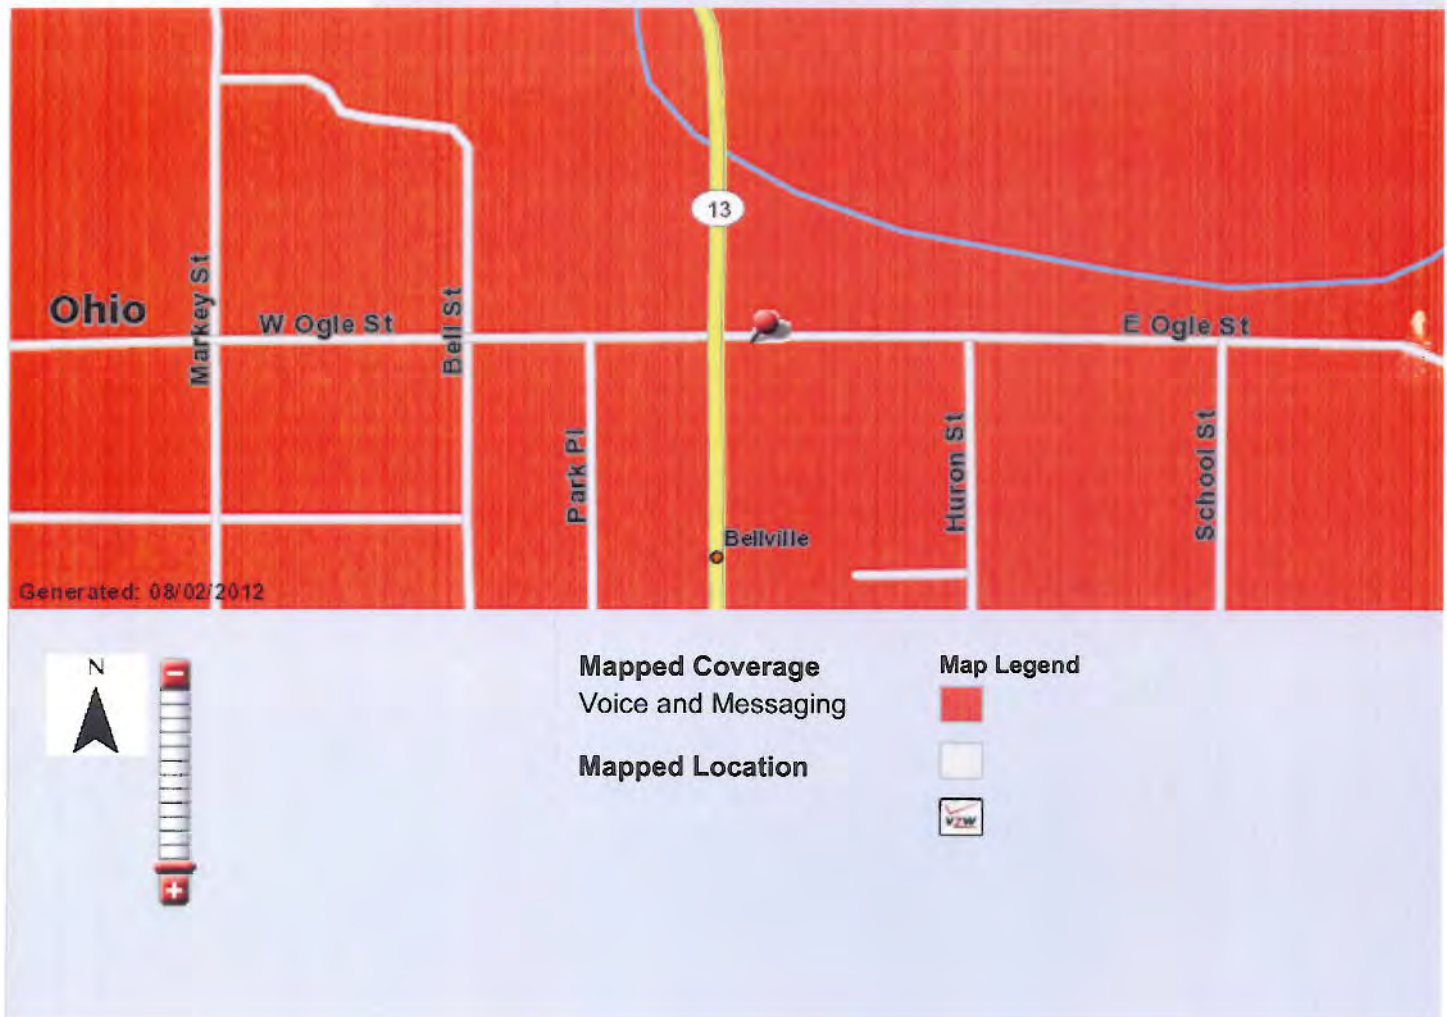 13
Ohio
Markey St
W Ogle St
Bell St
E Ogle St
Park Pl
Huron St
School St
Bellville
Generated: 08/02/2012
N
Mapped Coverage
Map Legend
Voice and Messaging
Mapped Location
vzw